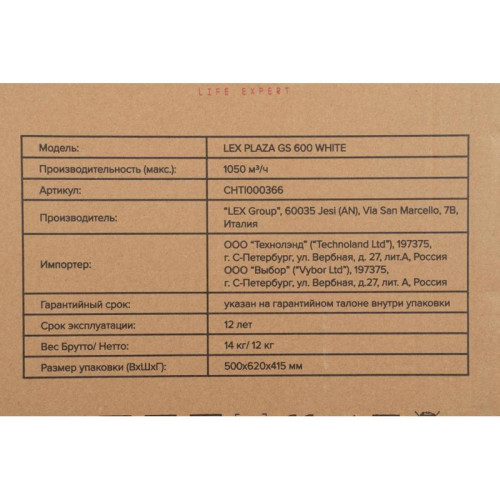 LIFE EXPERT
Модель: LEX PLAZA GS 600 WHITE
Производительность (макс.): 1050 м³/ч
Артикул: CHTI000366
Производитель: "LEX Group", 60035 Jesi (AN), Via San Marcello, 7B,
Италия
Импортер: ООО "Технолэнд" ("Technoland Ltd"), 197375,
г. С-Петербург, ул. Вербная, д. 27, лит.А, Россия
ООО "Выбор" ("Vybor Ltd"), 197375,
г. С-Петербург, ул. Вербная, д.27, лит. А, Россия
Гарантийный срок: указан на гарантийном талоне внутри упаковки
Срок эксплуатации: 12 лет
Вес Брутто/ Нетто: 14 кг/ 12 кг
Размер упаковки (ВхШхГ): 500х620х415 мм